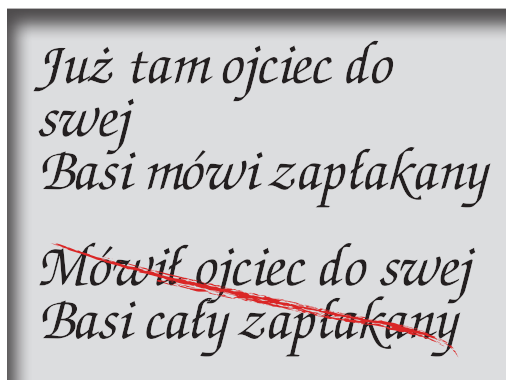 Już tam ojciec do
swej
Basi mówi zapłakany
Mówił ojciec do swej
Basi cały zapłakany